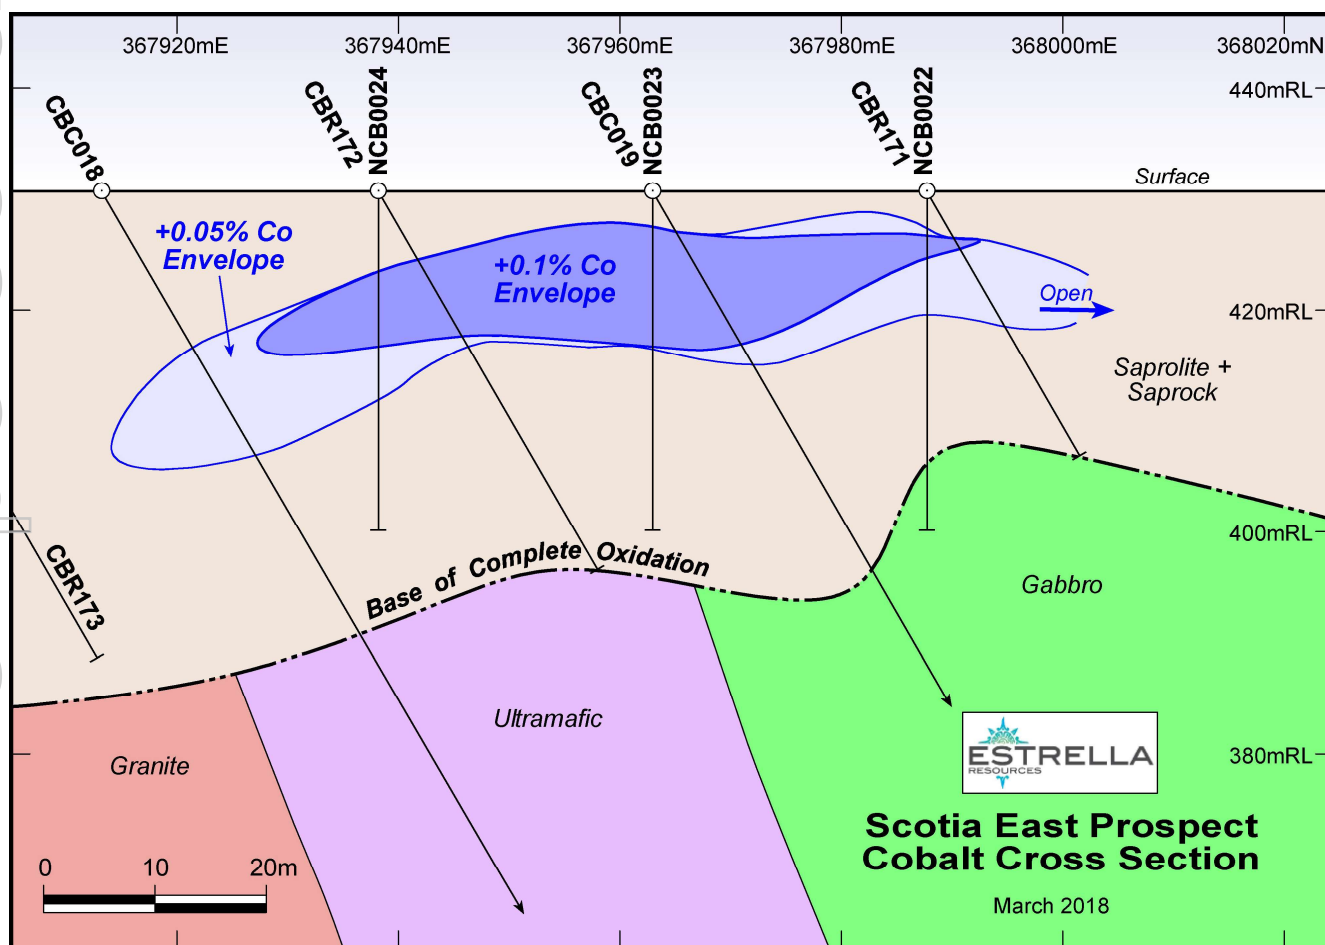 367920mE
367940mE
367960mE
367980mE
368000mE
368020mN
440mRL
CBC018
CBR172
NCB0024
CBC019
NCB0023
CBR171
NCB0022
Surface
+0.05% Co
Envelope
+0.1% Co
Envelope
Open
420mRL
Saprolite +
Saprock
400mRL
CBR173
Base of Complete Oxidation
Gabbro
Ultramafic
Granite
380mRL
ESTRELLA
RESOURCES
Scotia East Prospect
Cobalt Cross Section
March 2018
0 10 20m